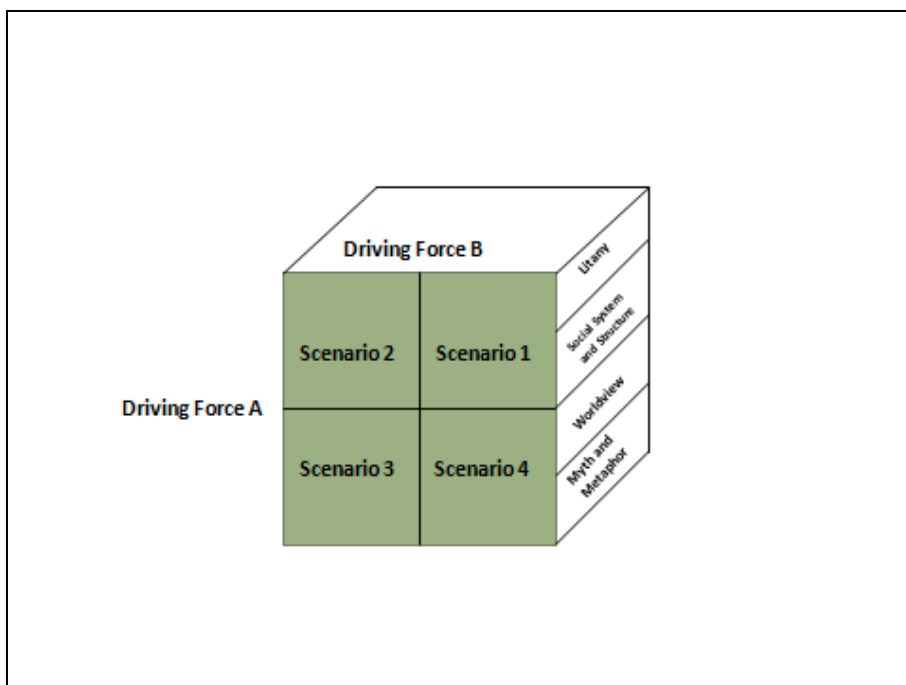 Driving Force B
Litany
Scenario 2
Scenario 1
Social System
and Structure
Driving Force A
Worldview
Scenario 3
Scenario 4
Myth and
Metaphor